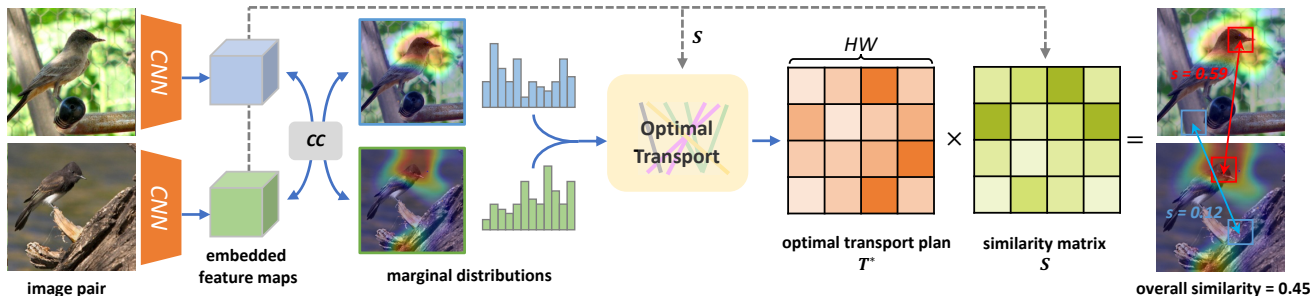 CNN
CNN
image pair
embedded
feature maps
CC
marginal distributions
S
Optimal
Transport
HW
optimal transport plan
T*
×
similarity matrix
S
=
s = 0.59
s = 0.12
overall similarity = 0.45